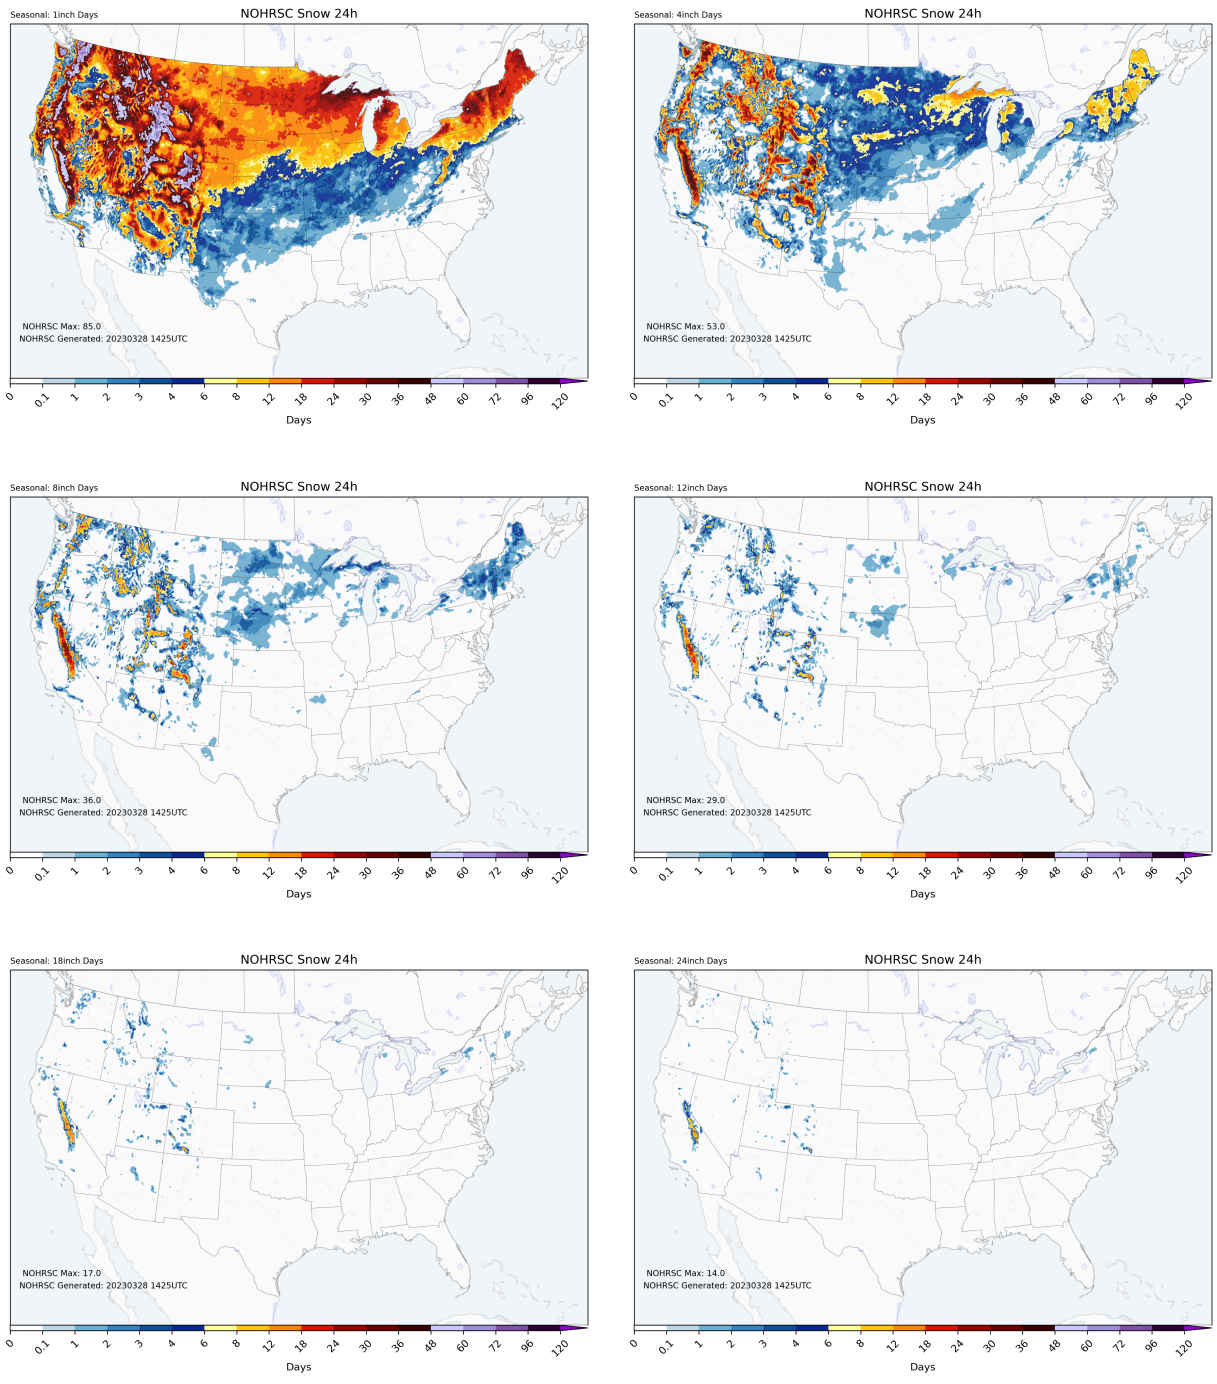 Seasonal: 1inch Days
NOHRSC Snow 24h
NOHRSC Max: 85.0
NOHRSC Generated: 20230328 1425UTC
0 0.1 1 2 3 4 6 8 12 18 24 30 36 48 60 72 96 120
Days
Seasonal: 4inch Days
NOHRSC Snow 24h
NOHRSC Max: 53.0
NOHRSC Generated: 20230328 1425UTC
0 0.1 1 2 3 4 6 8 12 18 24 30 36 48 60 72 96 120
Days
Seasonal: 8inch Days
NOHRSC Snow 24h
NOHRSC Max: 36.0
NOHRSC Generated: 20230328 1425UTC
0 0.1 1 2 3 4 6 8 12 18 24 30 36 48 60 72 96 120
Days
Seasonal: 12inch Days
NOHRSC Snow 24h
NOHRSC Max: 29.0
NOHRSC Generated: 20230328 1425UTC
0 0.1 1 2 3 4 6 8 12 18 24 30 36 48 60 72 96 120
Days
Seasonal: 18inch Days
NOHRSC Snow 24h
NOHRSC Max: 17.0
NOHRSC Generated: 20230328 1425UTC
0 0.1 1 2 3 4 6 8 12 18 24 30 36 48 60 72 96 120
Days
Seasonal: 24inch Days
NOHRSC Snow 24h
NOHRSC Max: 14.0
NOHRSC Generated: 20230328 1425UTC
0 0.1 1 2 3 4 6 8 12 18 24 30 36 48 60 72 96 120
Days